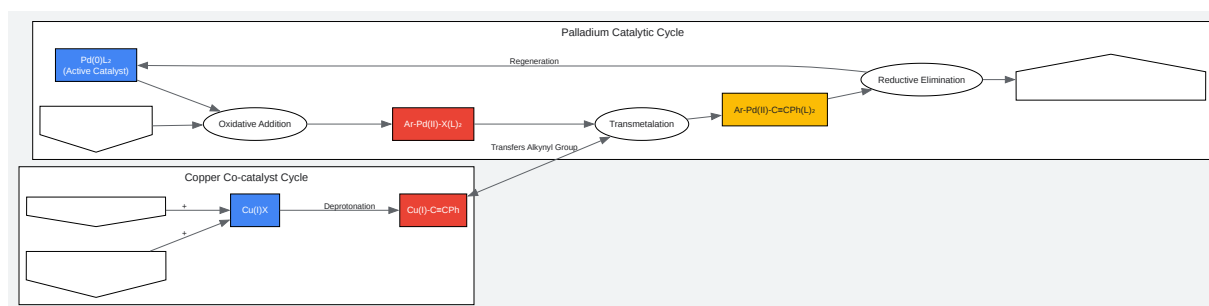 Palladium Catalytic Cycle
Pd(0)L₂
(Active Catalyst)
Regeneration
Reductive Elimination
Oxidative Addition
Ar-Pd(II)-X(L)₂
Transmetalation
Ar-Pd(II)-C≡CPh(L)₂
Transfers Alkynyl Group
Copper Co-catalyst Cycle
+
Cu(I)X
Deprotonation
Cu(I)-C≡CPh
+